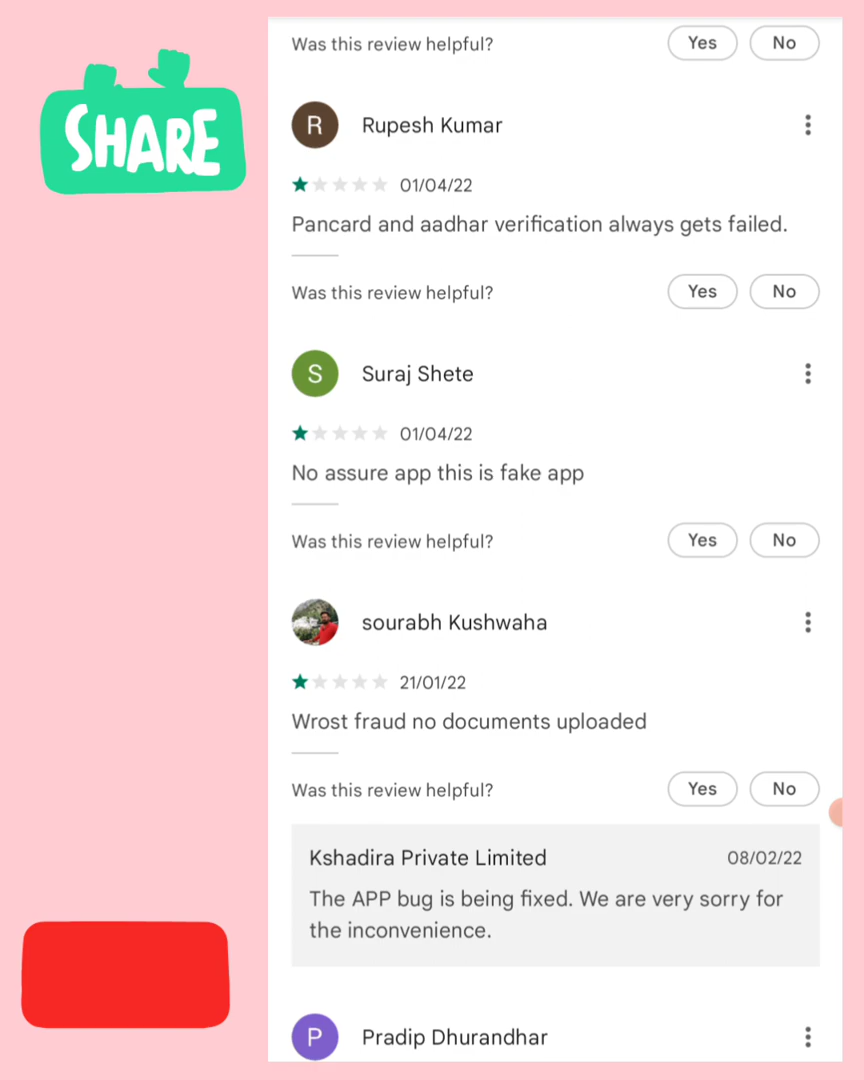 SHARE
Was this review helpful?
Yes
No
R
Rupesh Kumar
01/04/22
Pancard and aadhar verification always gets failed.
Was this review helpful?
Yes
No
S
Suraj Shete
01/04/22
No assure app this is fake app
Was this review helpful?
Yes
No
sourabh Kushwaha
21/01/22
Wrost fraud no documents uploaded
Was this review helpful?
Yes
No
Kshadira Private Limited
08/02/22
The APP bug is being fixed. We are very sorry for
the inconvenience.
P
Pradip Dhurandhar